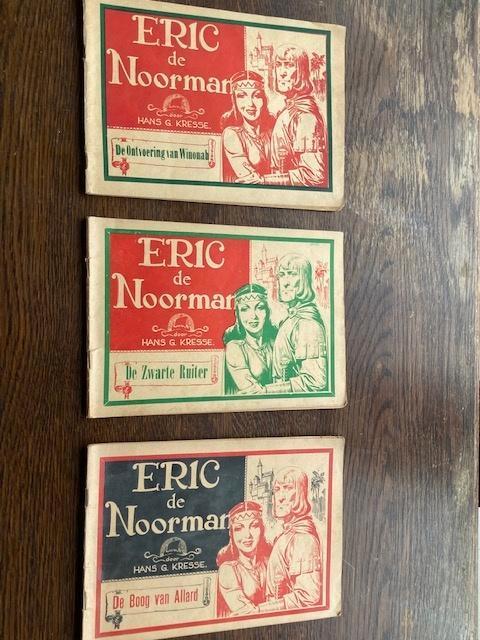 ERIC
de
Noorman
door
HANS G. KRESSE.
De Ontvoering van Winonah
ERIC
de
Noorman
door
HANS G. KRESSE.
De Zwarte Ruiter
ERIC
de
Noorman
door
HANS G. KRESSE.
De Boog van Allard